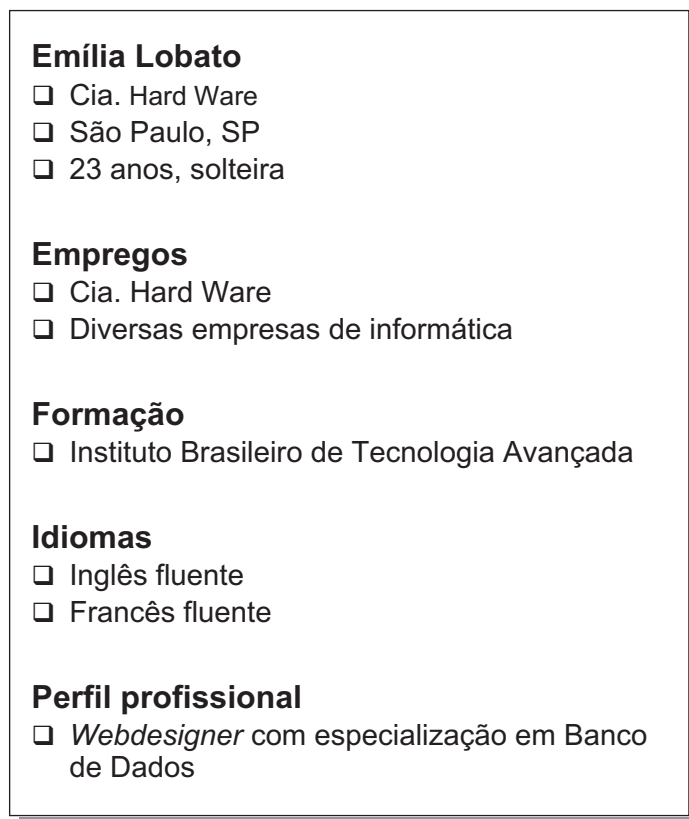 Emília Lobato
❑ Cia. Hard Ware
❑ São Paulo, SP
❑ 23 anos, solteira
Empregos
❑ Cia. Hard Ware
❑ Diversas empresas de informática
Formação
❑ Instituto Brasileiro de Tecnologia Avançada
Idiomas
❑ Inglês fluente
❑ Francês fluente
Perfil profissional
❑ Webdesigner com especialização em Banco
de Dados